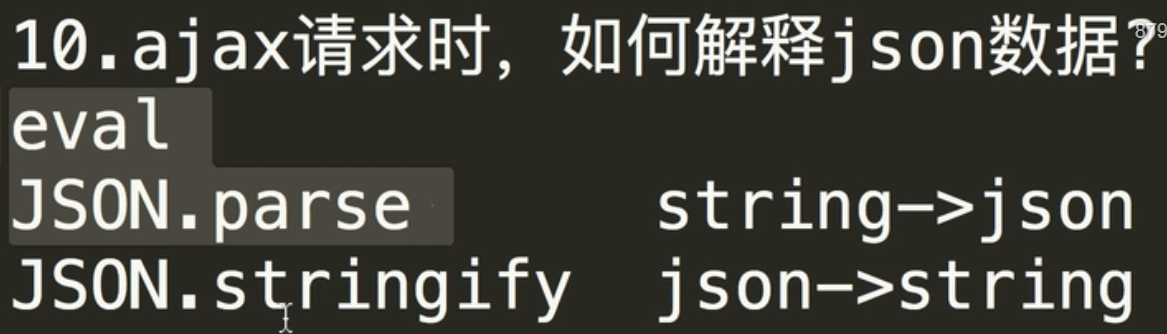 10.ajax请求时，如何解释json数据?
879
eval
JSON.parse string->json
JSON.stringify json->string